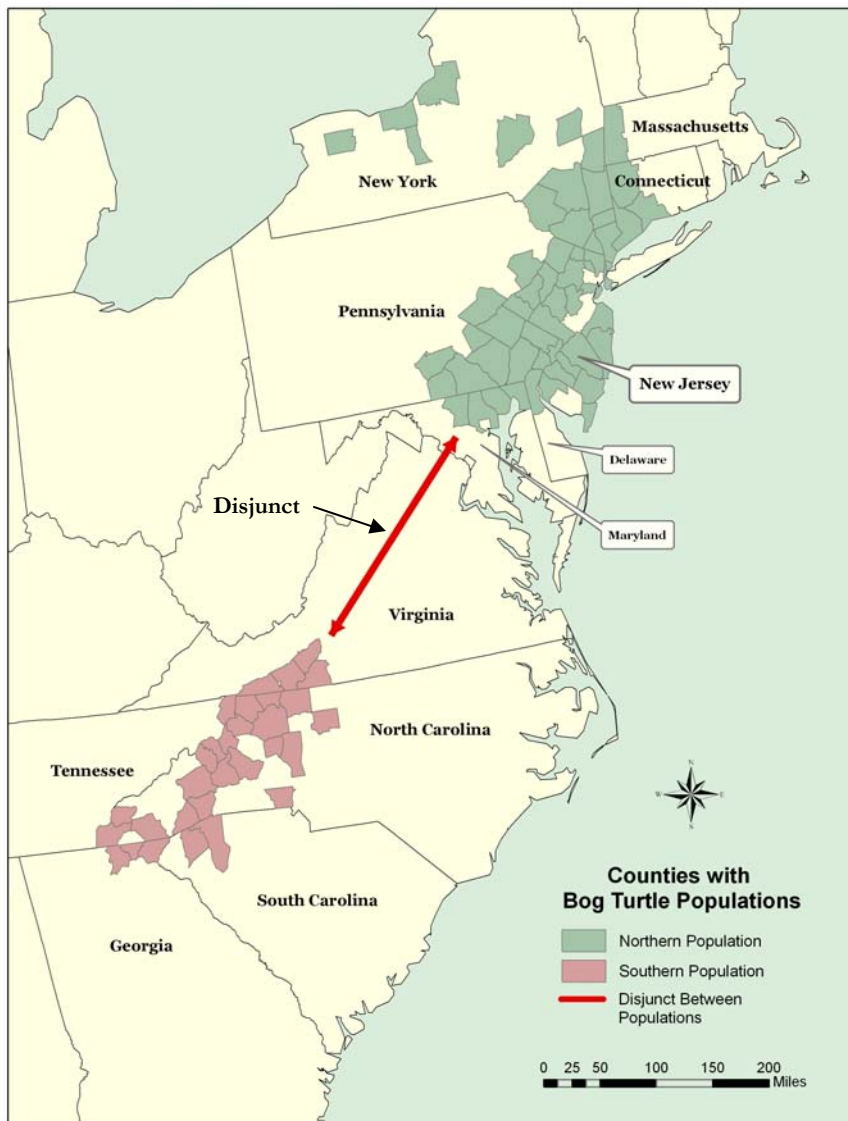 Massachusetts
New York
Connecticut
Pennsylvania
New Jersey
Delaware
Disjunct
Maryland
Virginia
North Carolina
Tennessee
N
W
E
S
South Carolina
Georgia
Counties with
Bog Turtle Populations
Northern Population
Southern Population
Disjunct Between
Populations
0 25 50 100 150 200
Miles